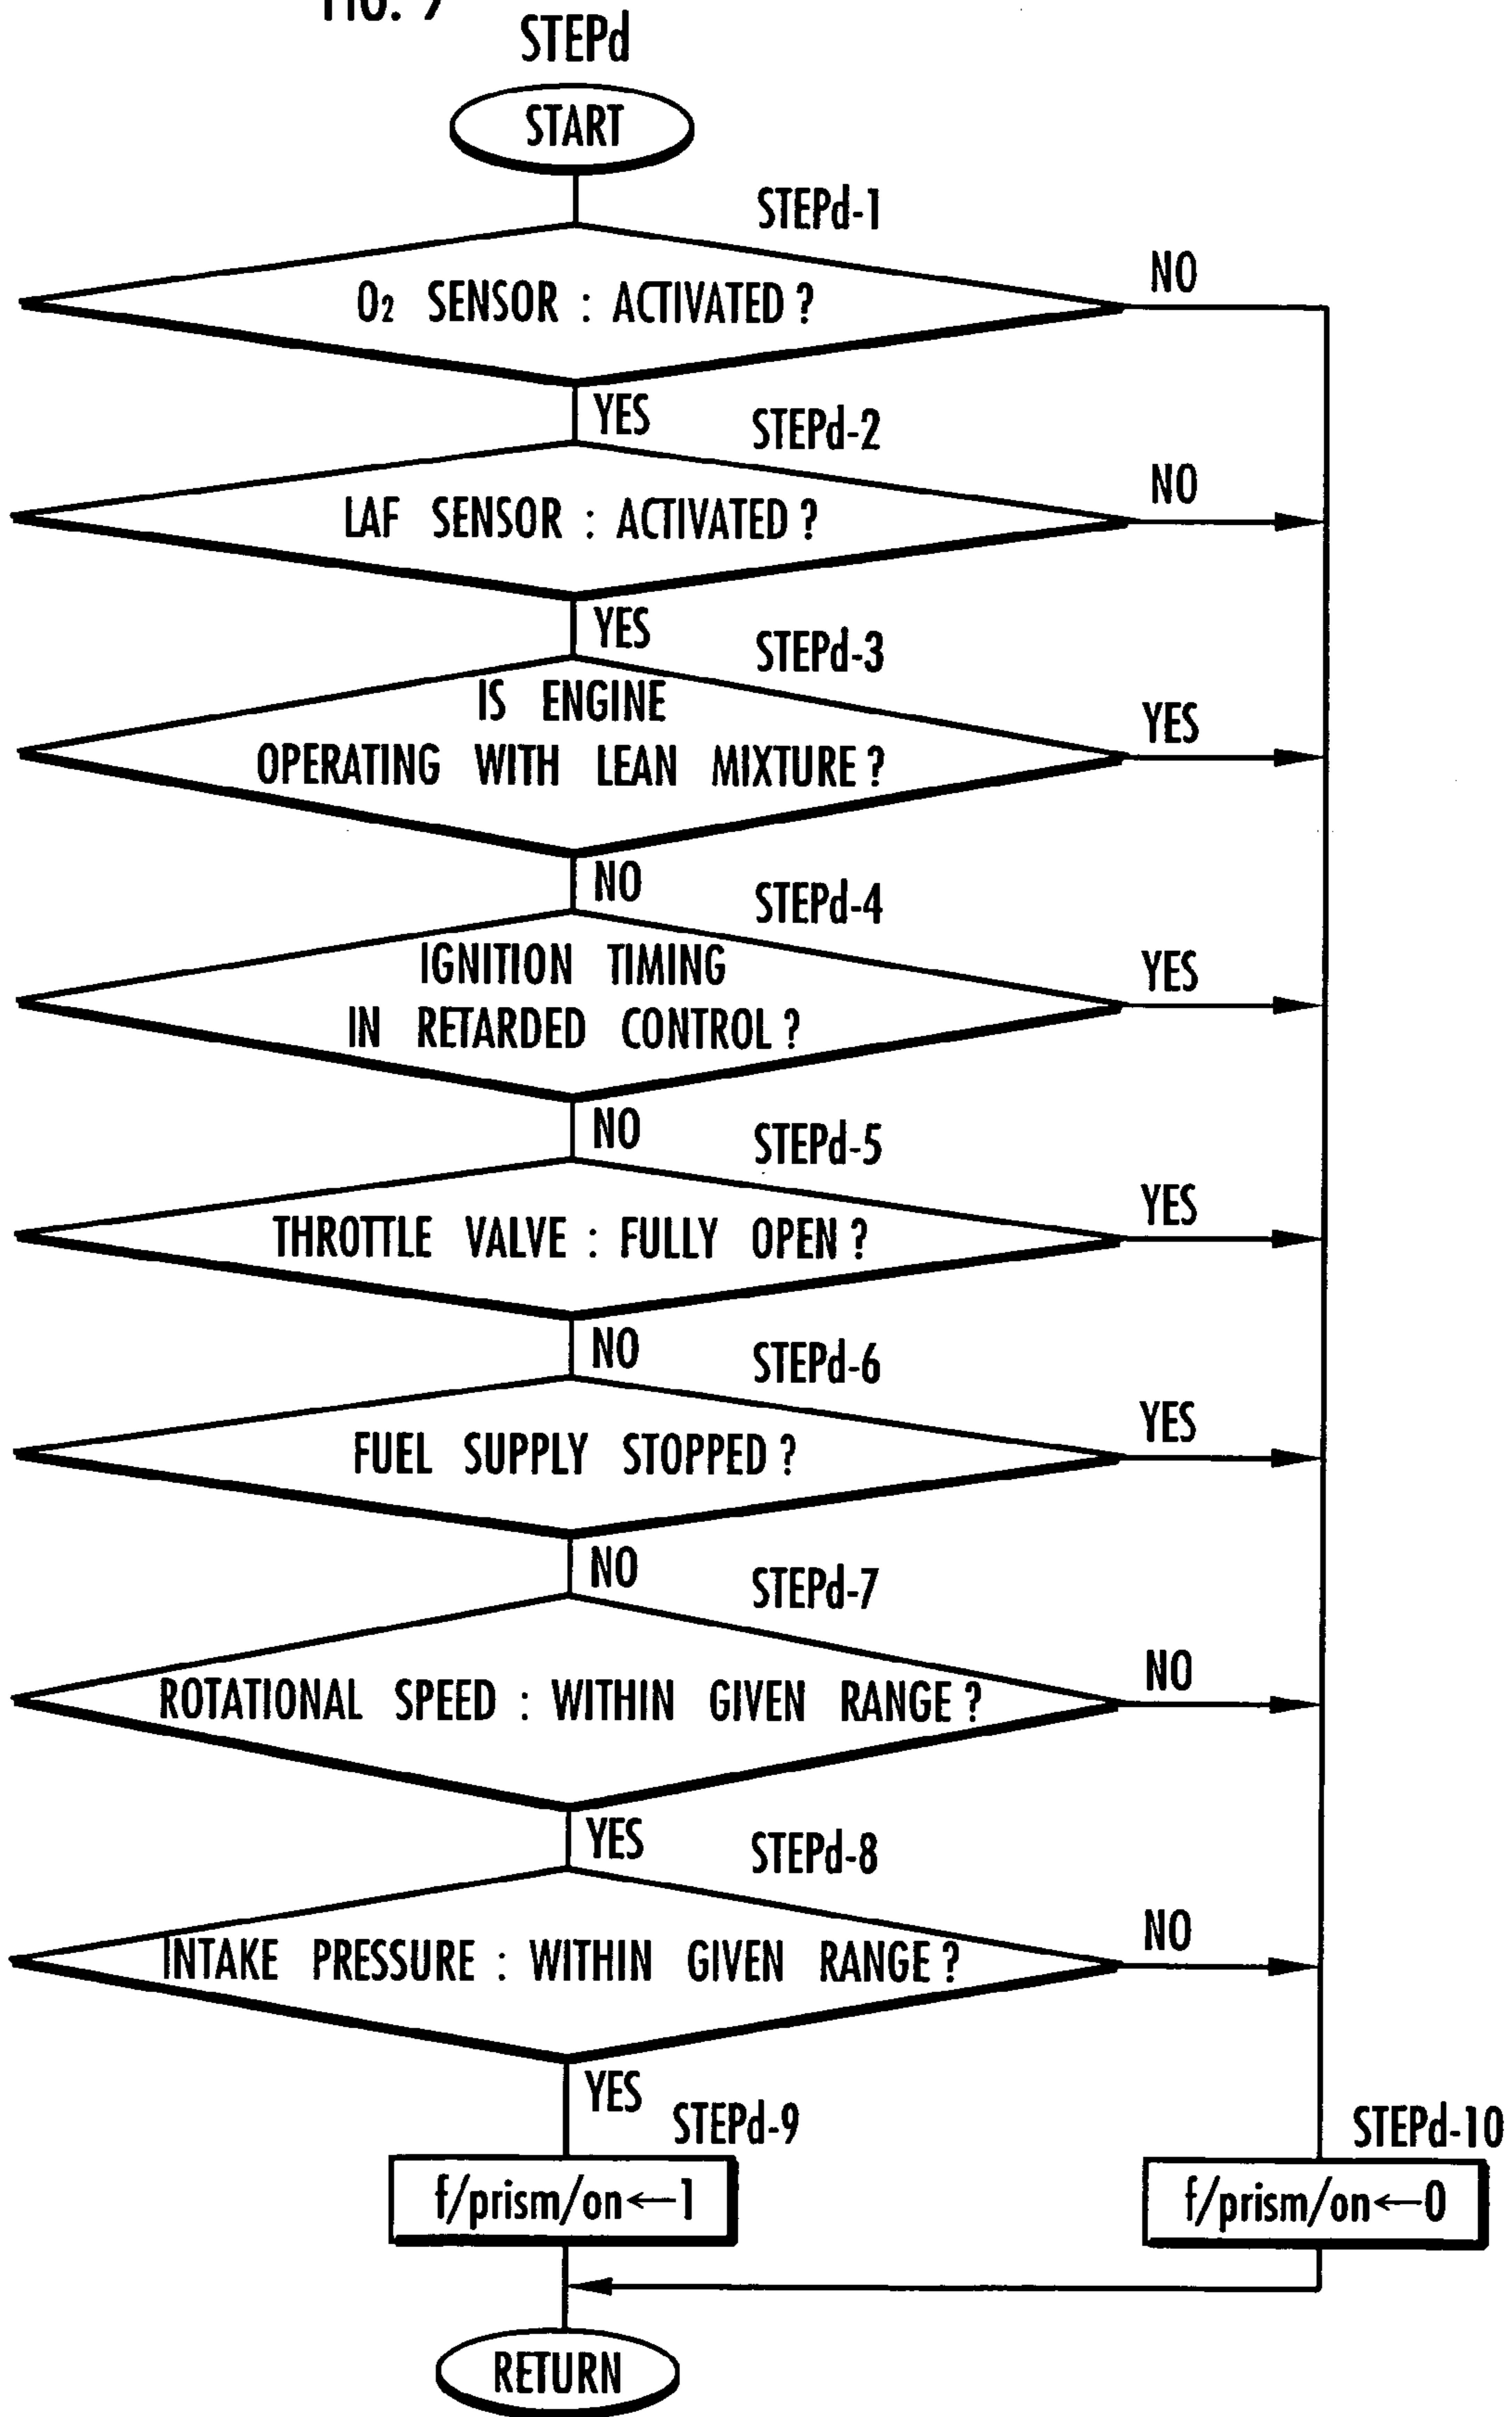 FIG. 9
STEPd
START
STEPd-1
O₂ SENSOR : ACTIVATED ?
NO
YES
STEPd-2
LAF SENSOR : ACTIVATED ?
NO
YES
STEPd-3
IS ENGINE
OPERATING WITH LEAN MIXTURE ?
YES
NO
STEPd-4
IGNITION TIMING
IN RETARDED CONTROL ?
YES
NO
STEPd-5
THROTTLE VALVE : FULLY OPEN ?
YES
NO
STEPd-6
FUEL SUPPLY STOPPED ?
YES
NO
STEPd-7
ROTATIONAL SPEED : WITHIN GIVEN RANGE ?
NO
YES
STEPd-8
INTAKE PRESSURE : WITHIN GIVEN RANGE ?
NO
YES
STEPd-9
f/prism/on←1
STEPd-10
f/prism/on←0
RETURN